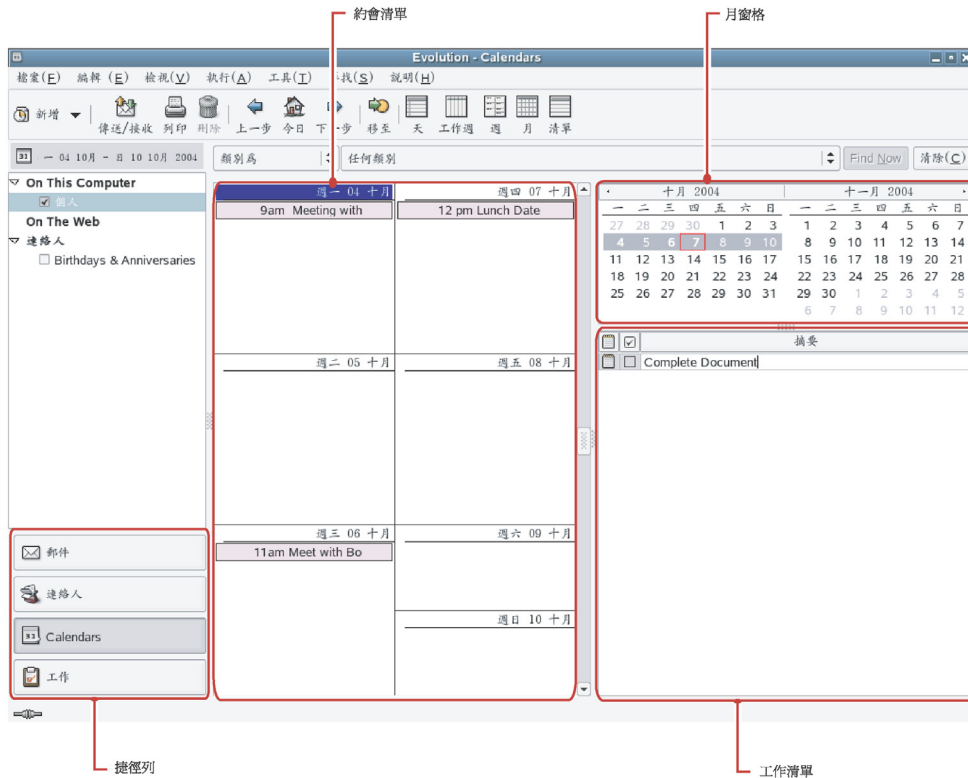 約會清單
月窗格
Evolution - Calendars
檔案(F) 編輯 (E) 檢視(V) 執行(A) 工具(T) 尋找(S) 說明(H)
新增 傳送/接收 列印 刪除 上一步 今日 下一步 移至 天 工作週 週 月 清單
31 一 04 10月 - 日 10 10月 2004 類別為 任何類別 Find Now 清除(C)
On This Computer
個人
On The Web
連絡人
Birthdays & Anniversaries
週一 04 十月
9am Meeting with
週二 05 十月
週三 06 十月
11am Meet with Bo
週四 07 十月
12 pm Lunch Date
週五 08 十月
週六 09 十月
週日 10 十月
十月 2004
一 二 三 四 五 六 日
27 28 29 30 1 2 3
4 5 6 7 8 9 10
11 12 13 14 15 16 17
18 19 20 21 22 23 24
25 26 27 28 29 30 31
十一月 2004
一 二 三 四 五 六 日
1 2 3 4 5 6 7
8 9 10 11 12 13 14
15 16 17 18 19 20 21
22 23 24 25 26 27 28
29 30 1 2 3 4 5
6 7 8 9 10 11 12
摘要
Complete Document
郵件
連絡人
31 Calendars
工作
捷徑列
工作清單